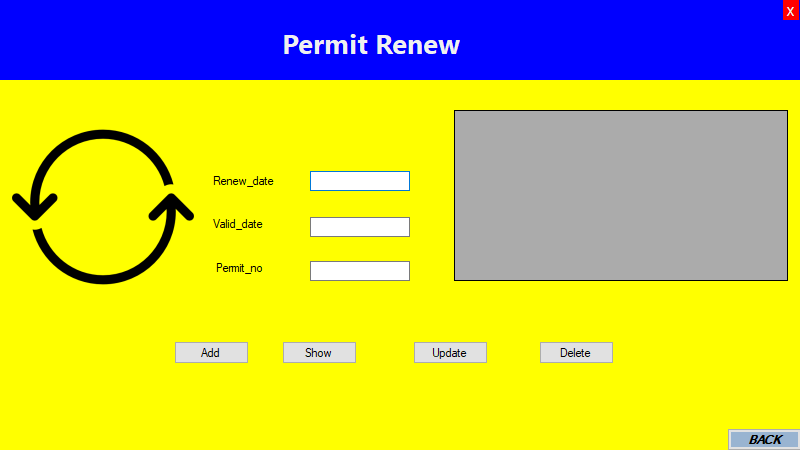 X
Permit Renew
Renew_date
Valid_date
Permit_no
Add Show Update Delete
BACK